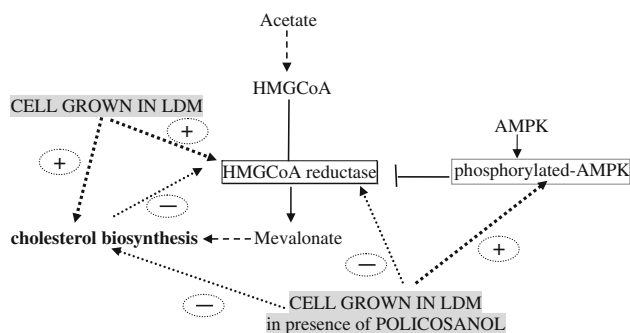 Acetate
HMGCoA
CELL GROWN IN LDM
+
+
AMPK
HMGCoA reductase
phosphorylated-AMPK
−
cholesterol biosynthesis
Mevalonate
−
+
−
CELL GROWN IN LDM
in presence of POLICOSANOL